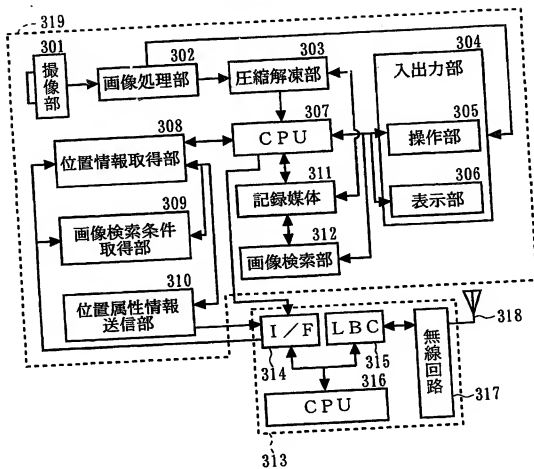 319
301
撮像部
302
画像処理部
303
圧縮解凍部
304
入出力部
305
操作部
306
表示部
307
CPU
308
位置情報取得部
309
画像検索条件
取得部
310
位置属性情報
送信部
311
記録媒体
312
画像検索部
I/F
314
LBC
315
316
CPU
無線回路
317
318
313